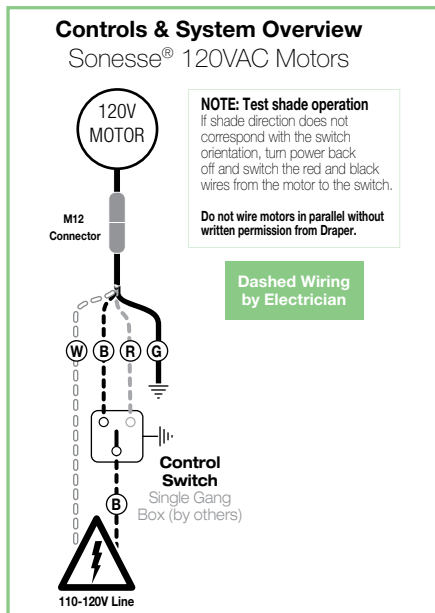 Controls & System Overview
Sonesse® 120VAC Motors
120V
MOTOR
NOTE: Test shade operation
If shade direction does not
correspond with the switch
orientation, turn power back
off and switch the red and black
wires from the motor to the switch.
Do not wire motors in parallel without
written permission from Draper.
M12
Connector
Dashed Wiring
by Electrician
W B R G
Control
Switch
Single Gang
Box (by others)
B
110-120V Line